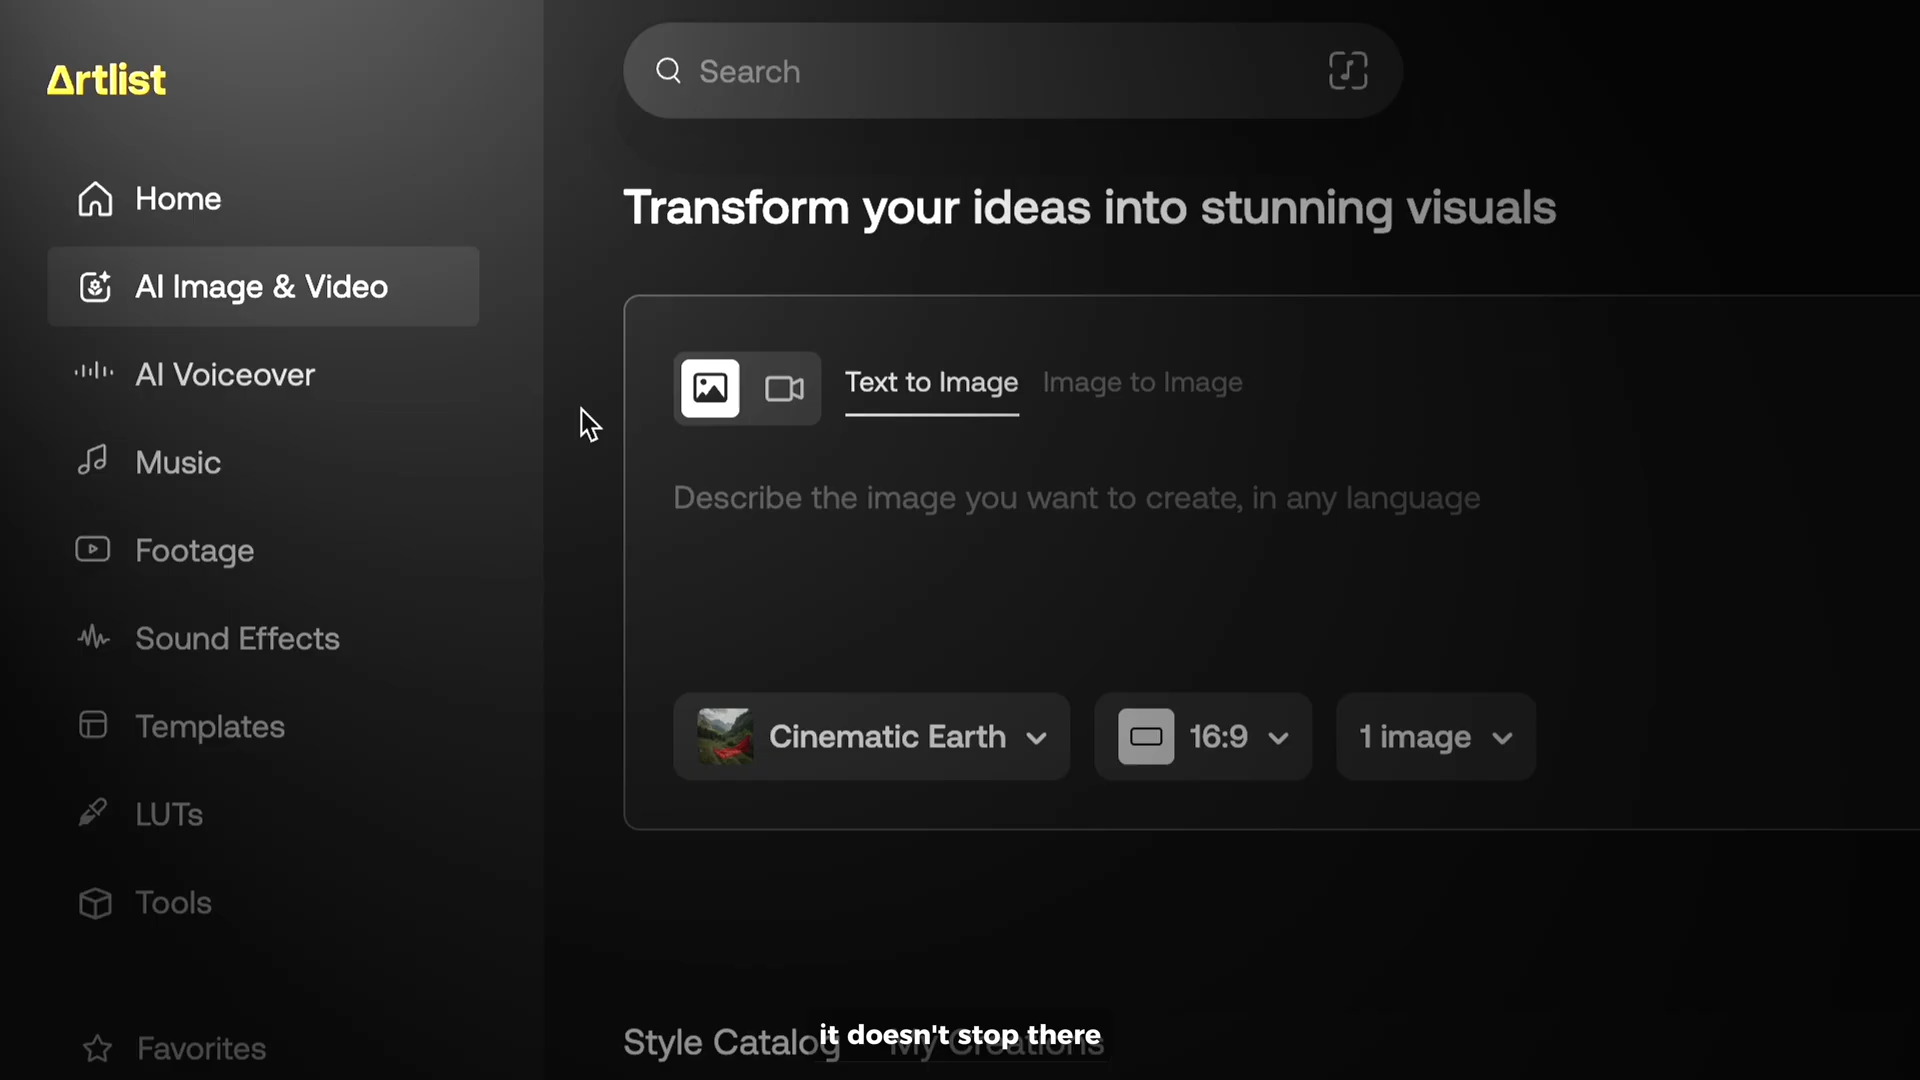 Artlist
Search
Home
AI Image & Video
AI Voiceover
Music
Footage
Sound Effects
Templates
LUTs
Tools
Favorites
Transform your ideas into stunning visuals
Text to Image
Image to Image
Describe the image you want to create, in any language
Cinematic Earth
16:9
1 image
Style Catalog
My Creations
it doesn't stop there